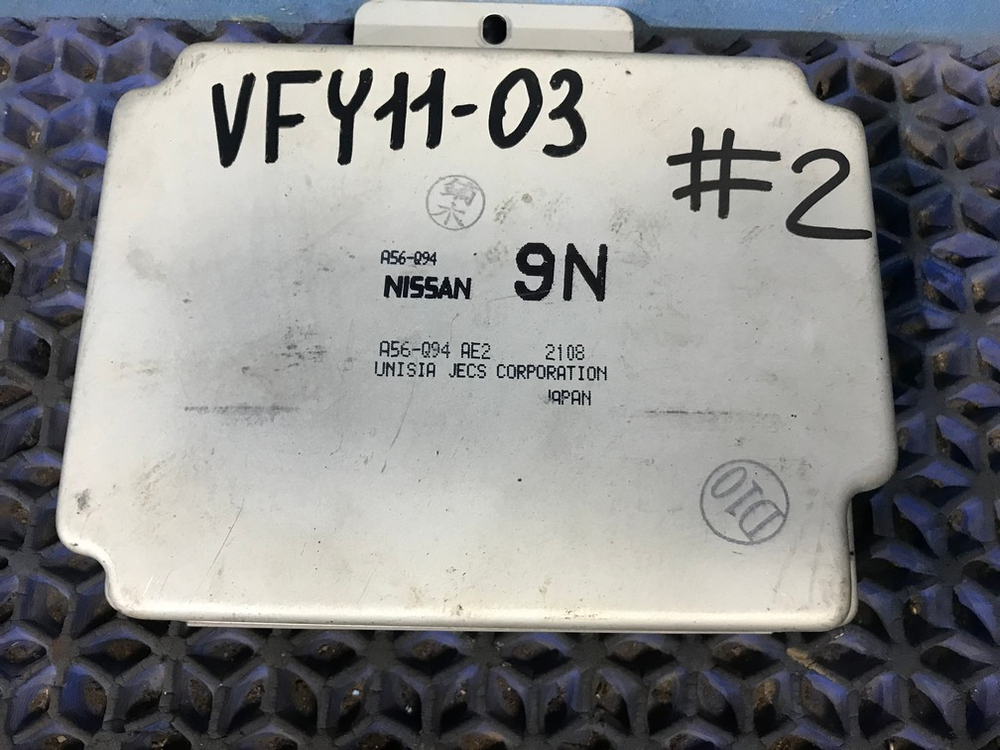 VFY11-03
#2
A56-Q94
NISSAN 9N
A56-Q94 AE2 2108
UNISIA JECS CORPORATION
JAPAN
D10